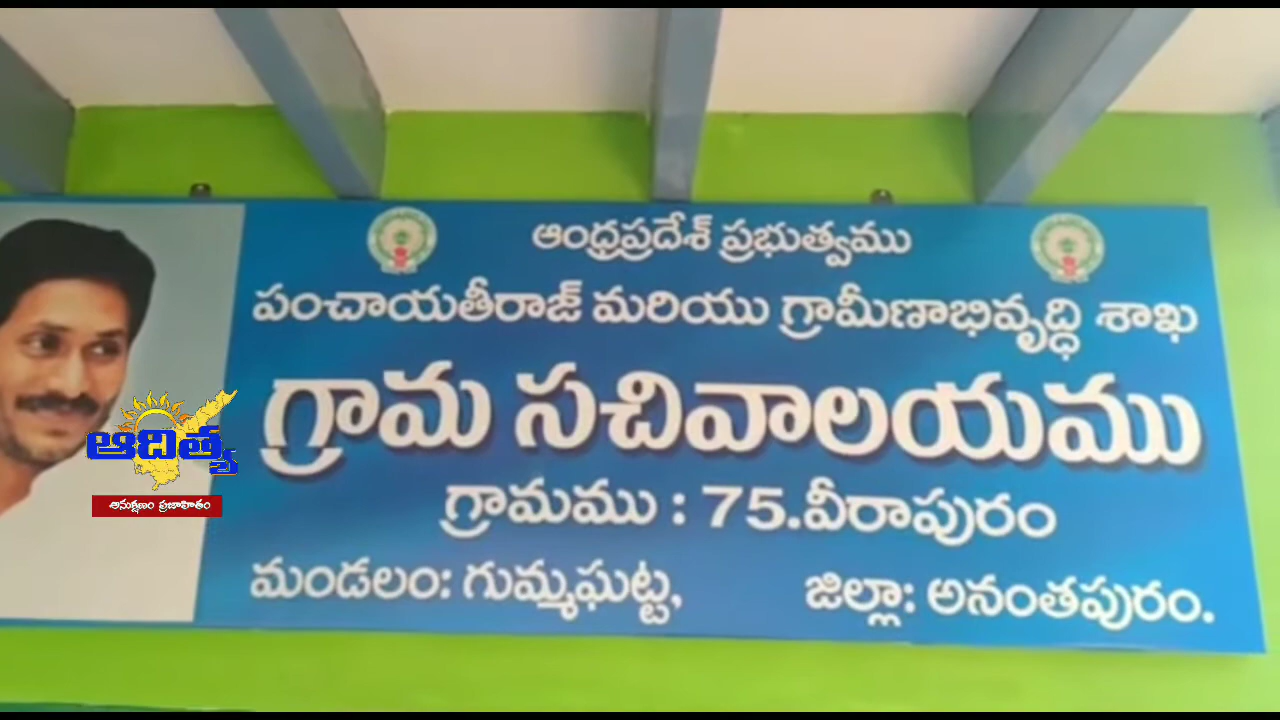 ఆంధ్రప్రదేశ్ ప్రభుత్వము
పంచాయతీరాజ్ మరియు గ్రామీణాభివృద్ధి శాఖ
గ్రామ సచివాలయము
గ్రామము : 75.వీరాపురం
మండలం: గుమ్మఘట్ట, జిల్లా: అనంతపురం.
ఆదిత్య
అనుక్షణం ప్రజాహితం